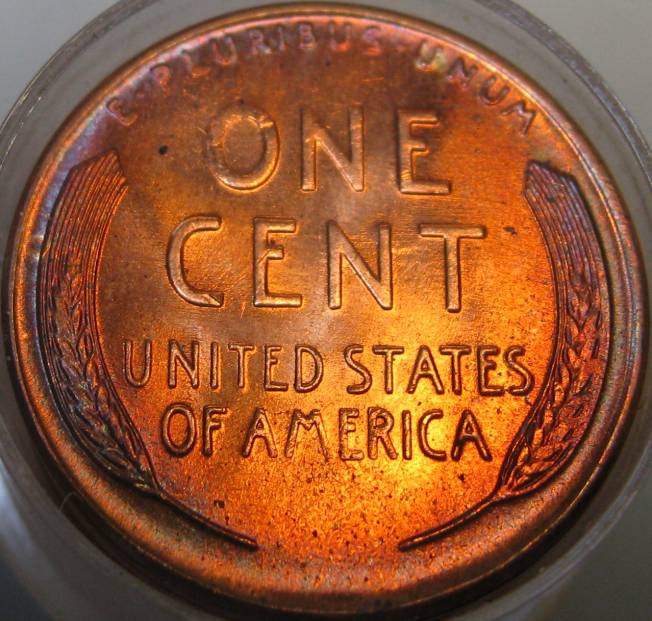 E·PLURIBUS·UNUM
ONE
CENT
UNITED STATES
OF AMERICA